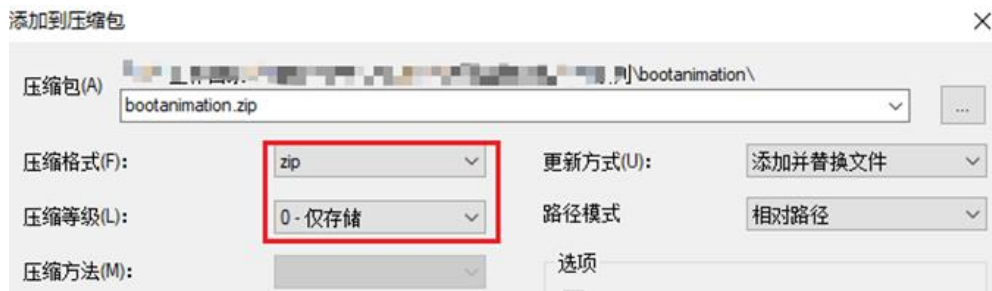 添加到压缩包
压缩包(A)
则\bootanimation\
bootanimation.zip
...
压缩格式(F):
zip
更新方式(U):
添加并替换文件
压缩等级(L):
0 - 仅存储
路径模式
相对路径
压缩方法(M):
选项